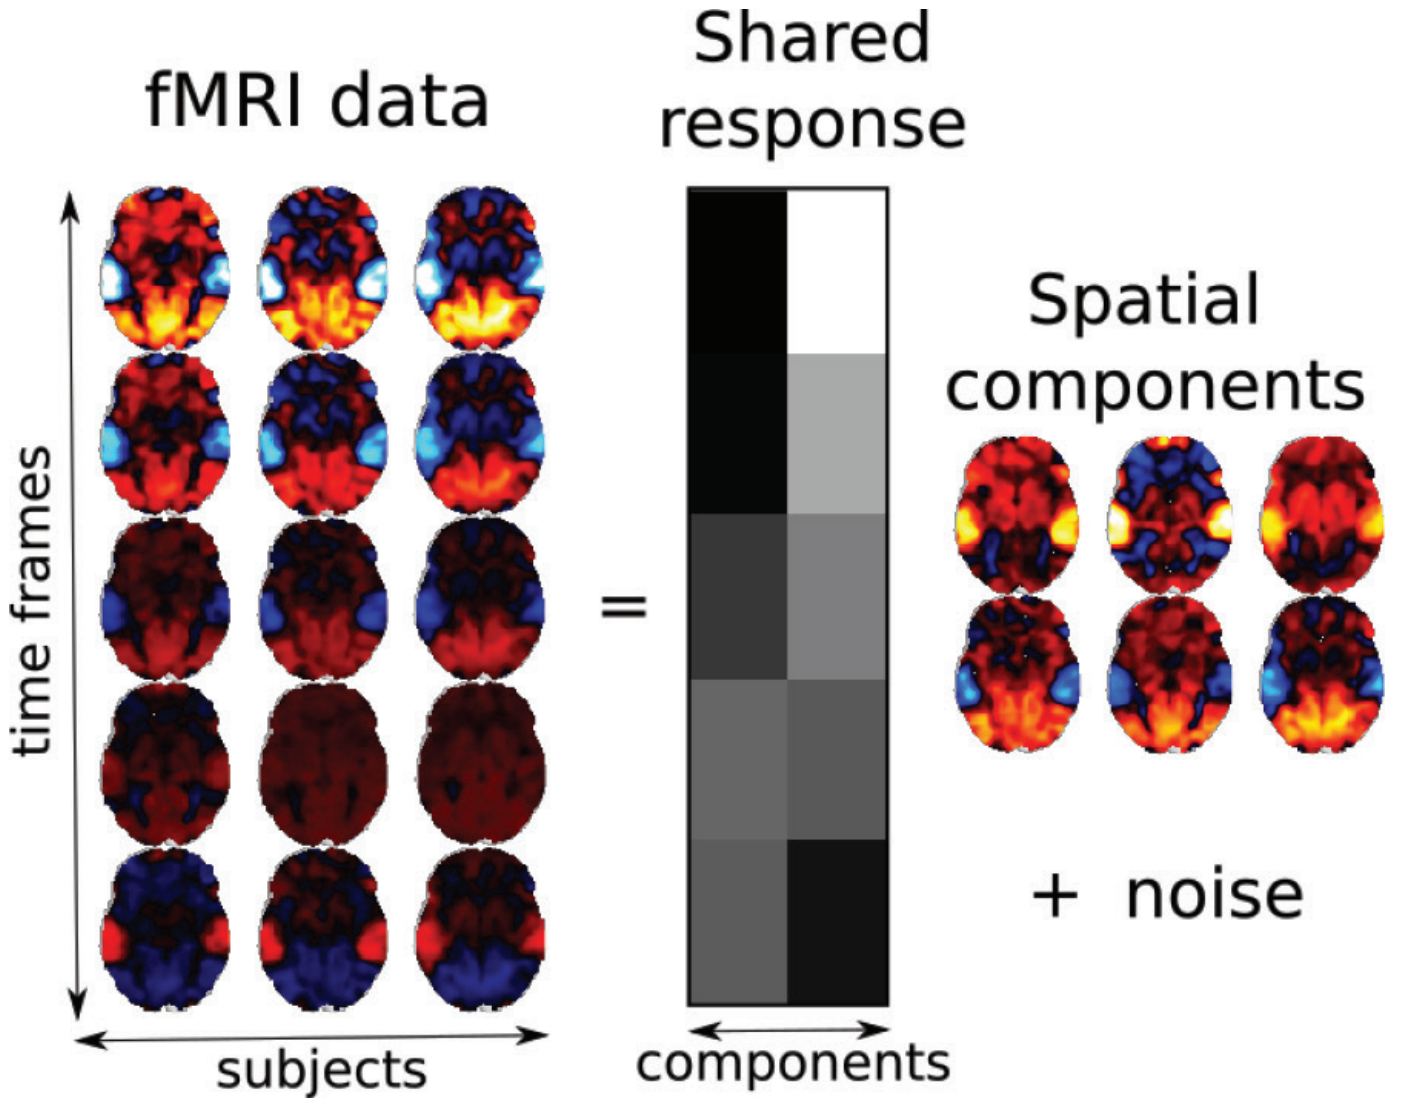 fMRI data
Shared
response
Spatial
components
time frames
=
+ noise
subjects
components